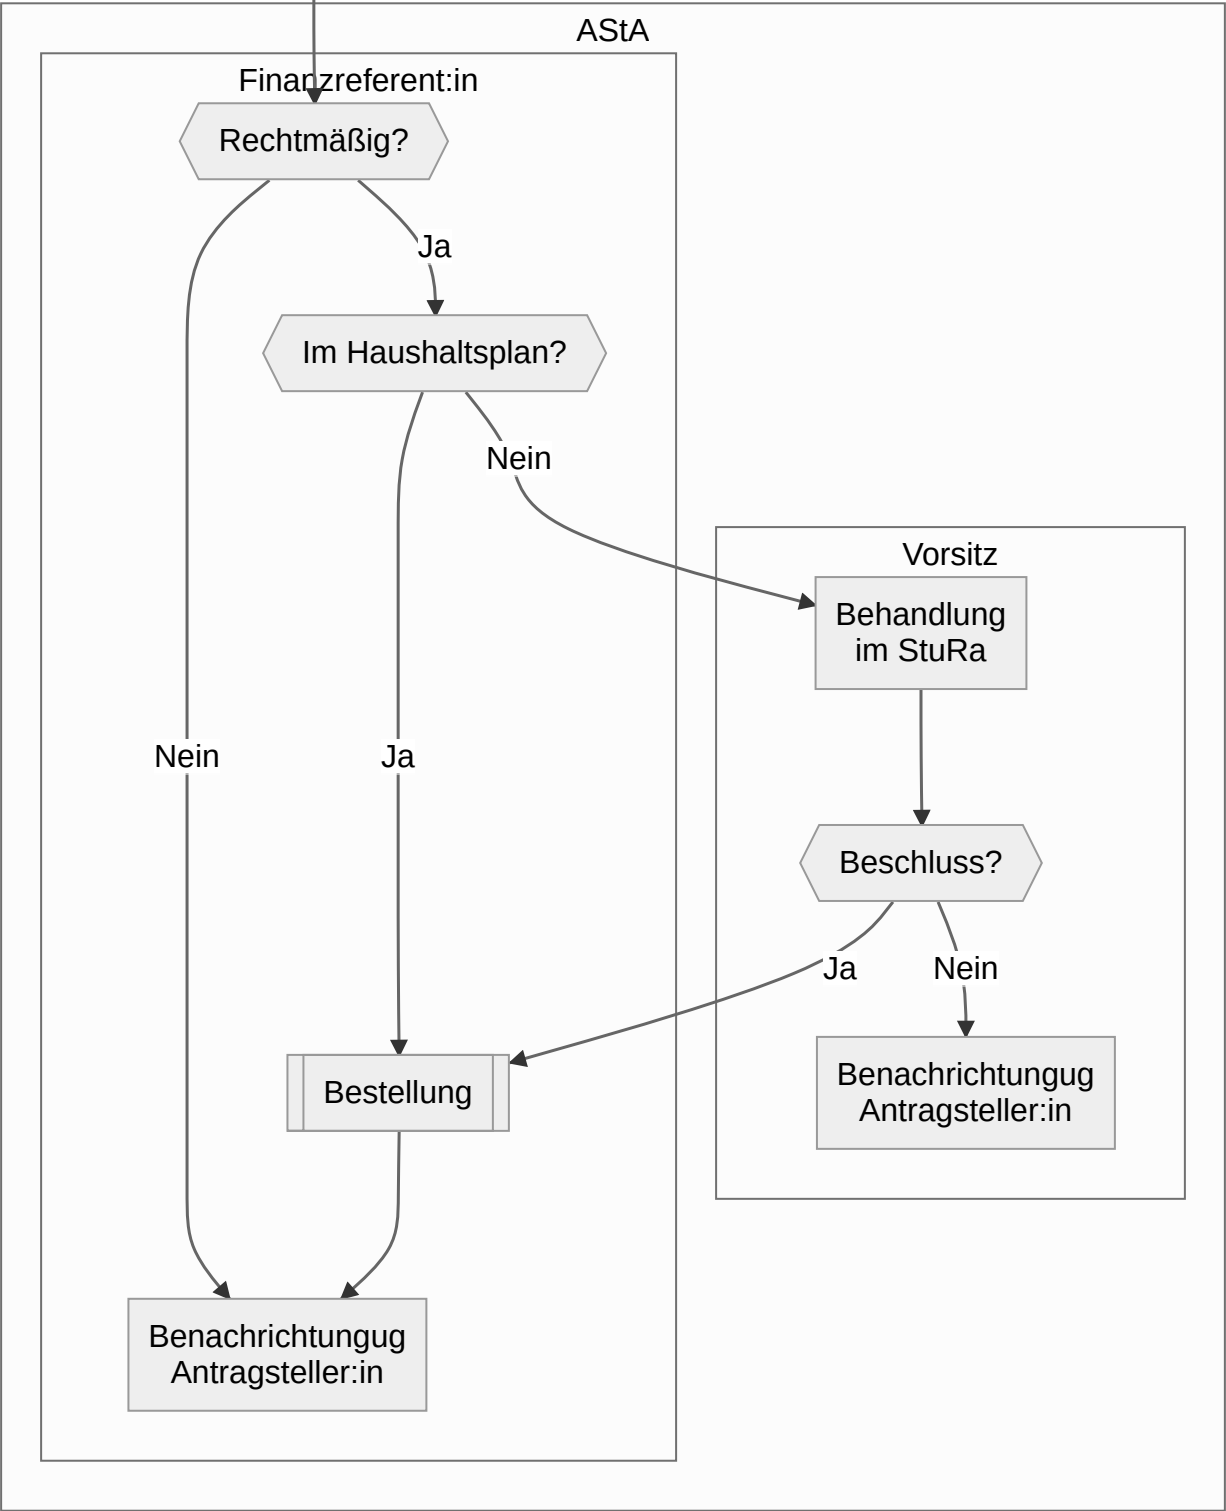 AStA
Finanzreferent:in
Rechtmäßig?
Ja
Im Haushaltsplan?
Nein
Vorsitz
Behandlung
im StuRa
Nein
Ja
Beschluss?
Ja
Nein
Bestellung
Benachrichtungug
Antragsteller:in
Benachrichtungug
Antragsteller:in